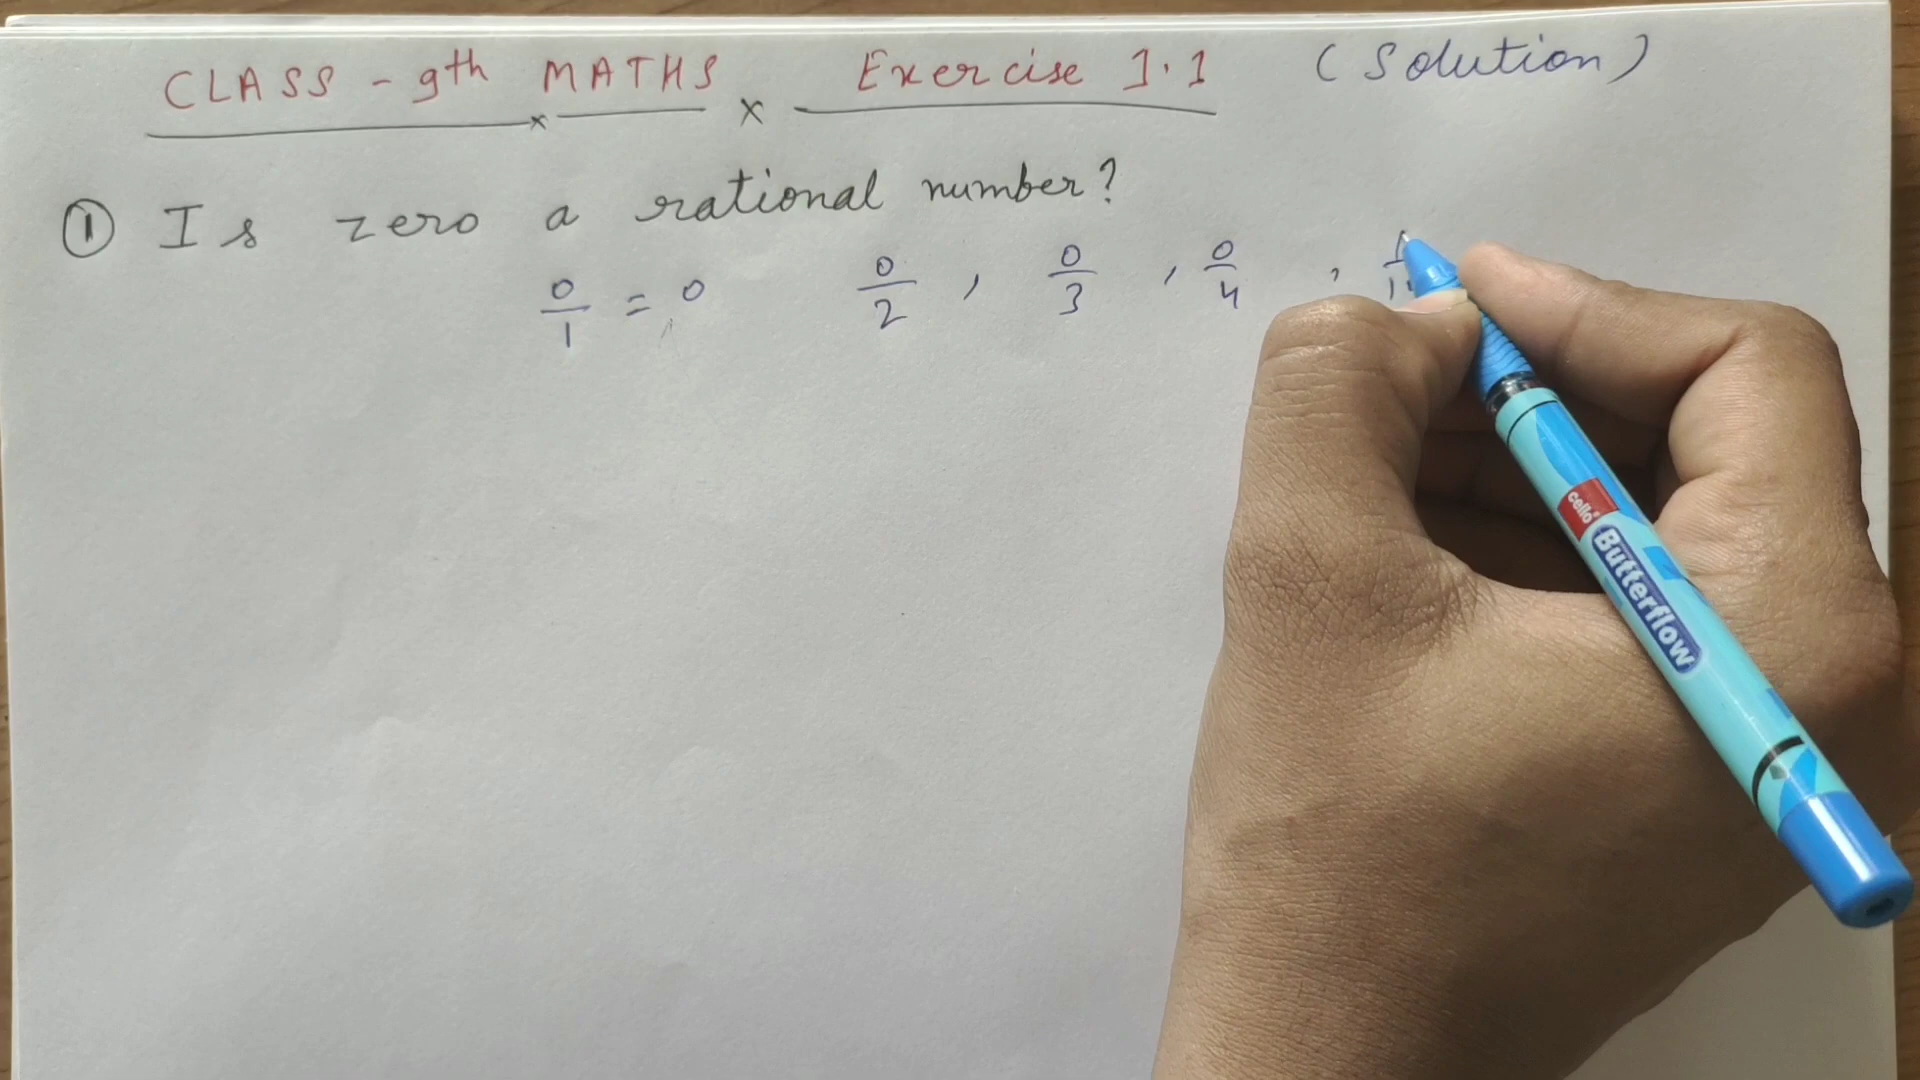 CLASS - 9th MATHS Exercise 1.1 (Solution)
① Is zero a rational number?
0/1 = 0 0/2 , 0/3 , 0/4 ,
cello
Butterflow